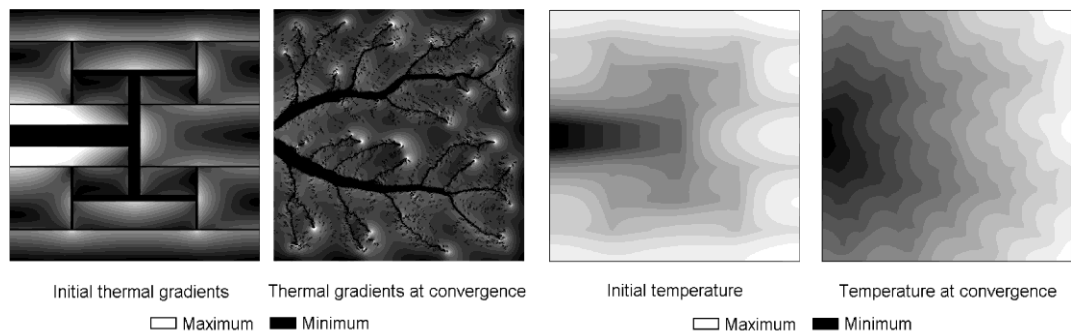 Initial thermal gradients
Thermal gradients at convergence
Maximum Minimum
Initial temperature
Temperature at convergence
Maximum Minimum